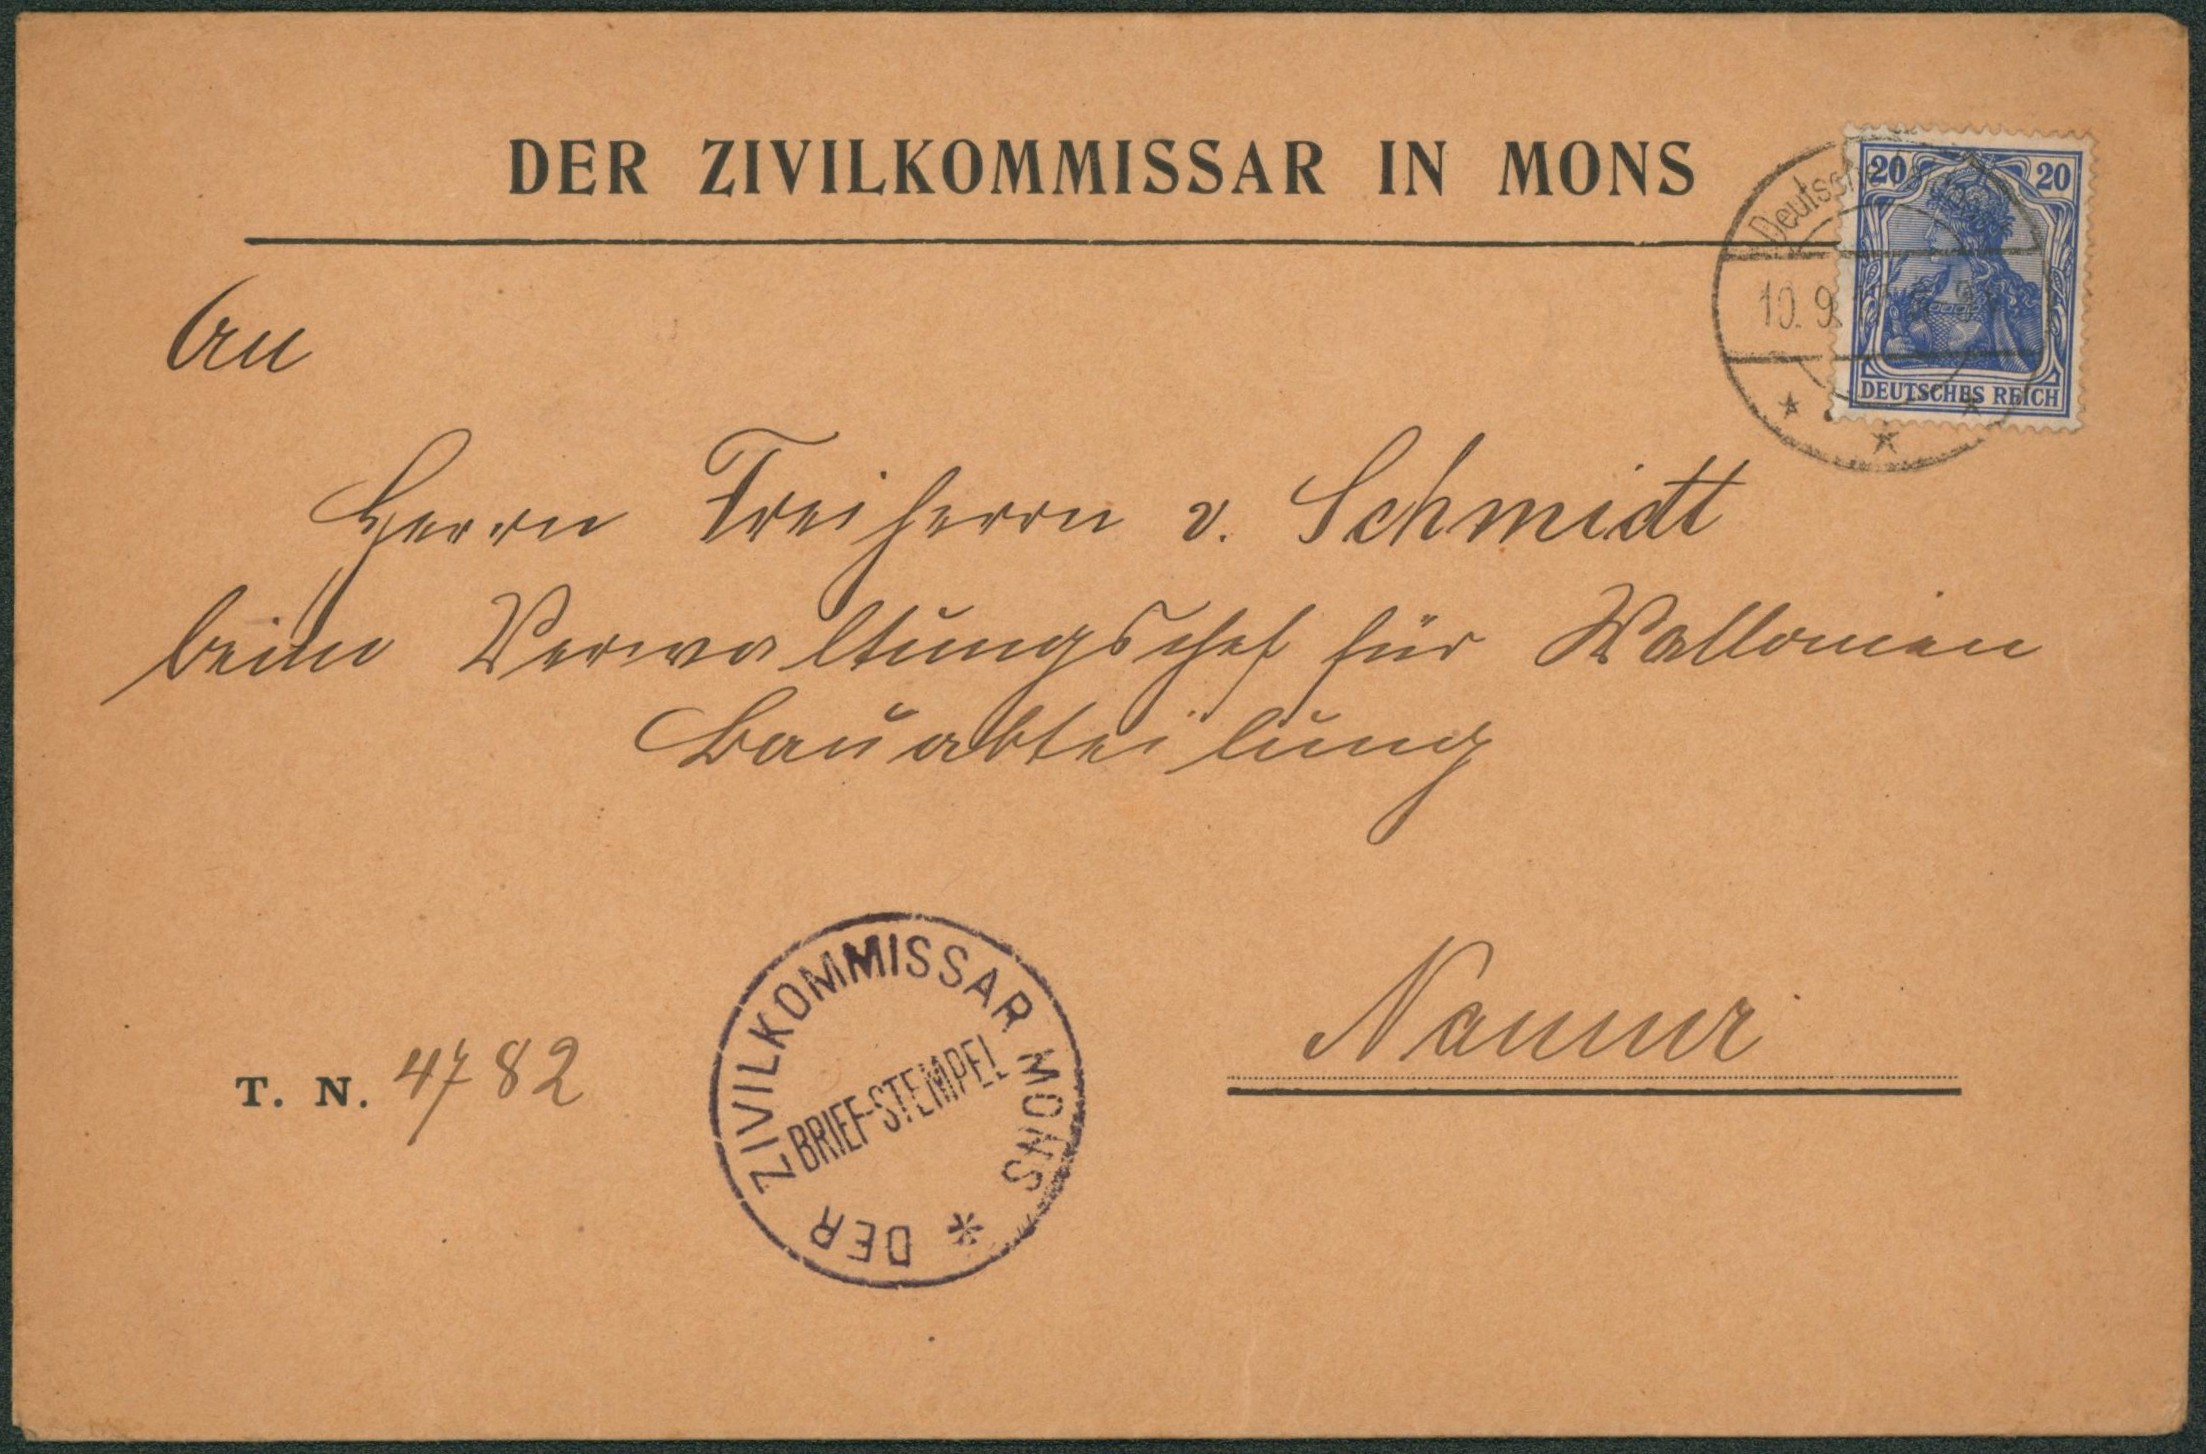 DER ZIVILKOMMISSAR IN MONS
20 20
DEUTSCHES REICH
Deutsche
10. 9.
An
Herrn Freiherrn v. Schmidt
beim Verwaltungschef für Wallonien
Bauabteilung
Namur
T. N. 4782
DER ZIVILKOMMISSAR MONS *
BRIEF-STEMPEL